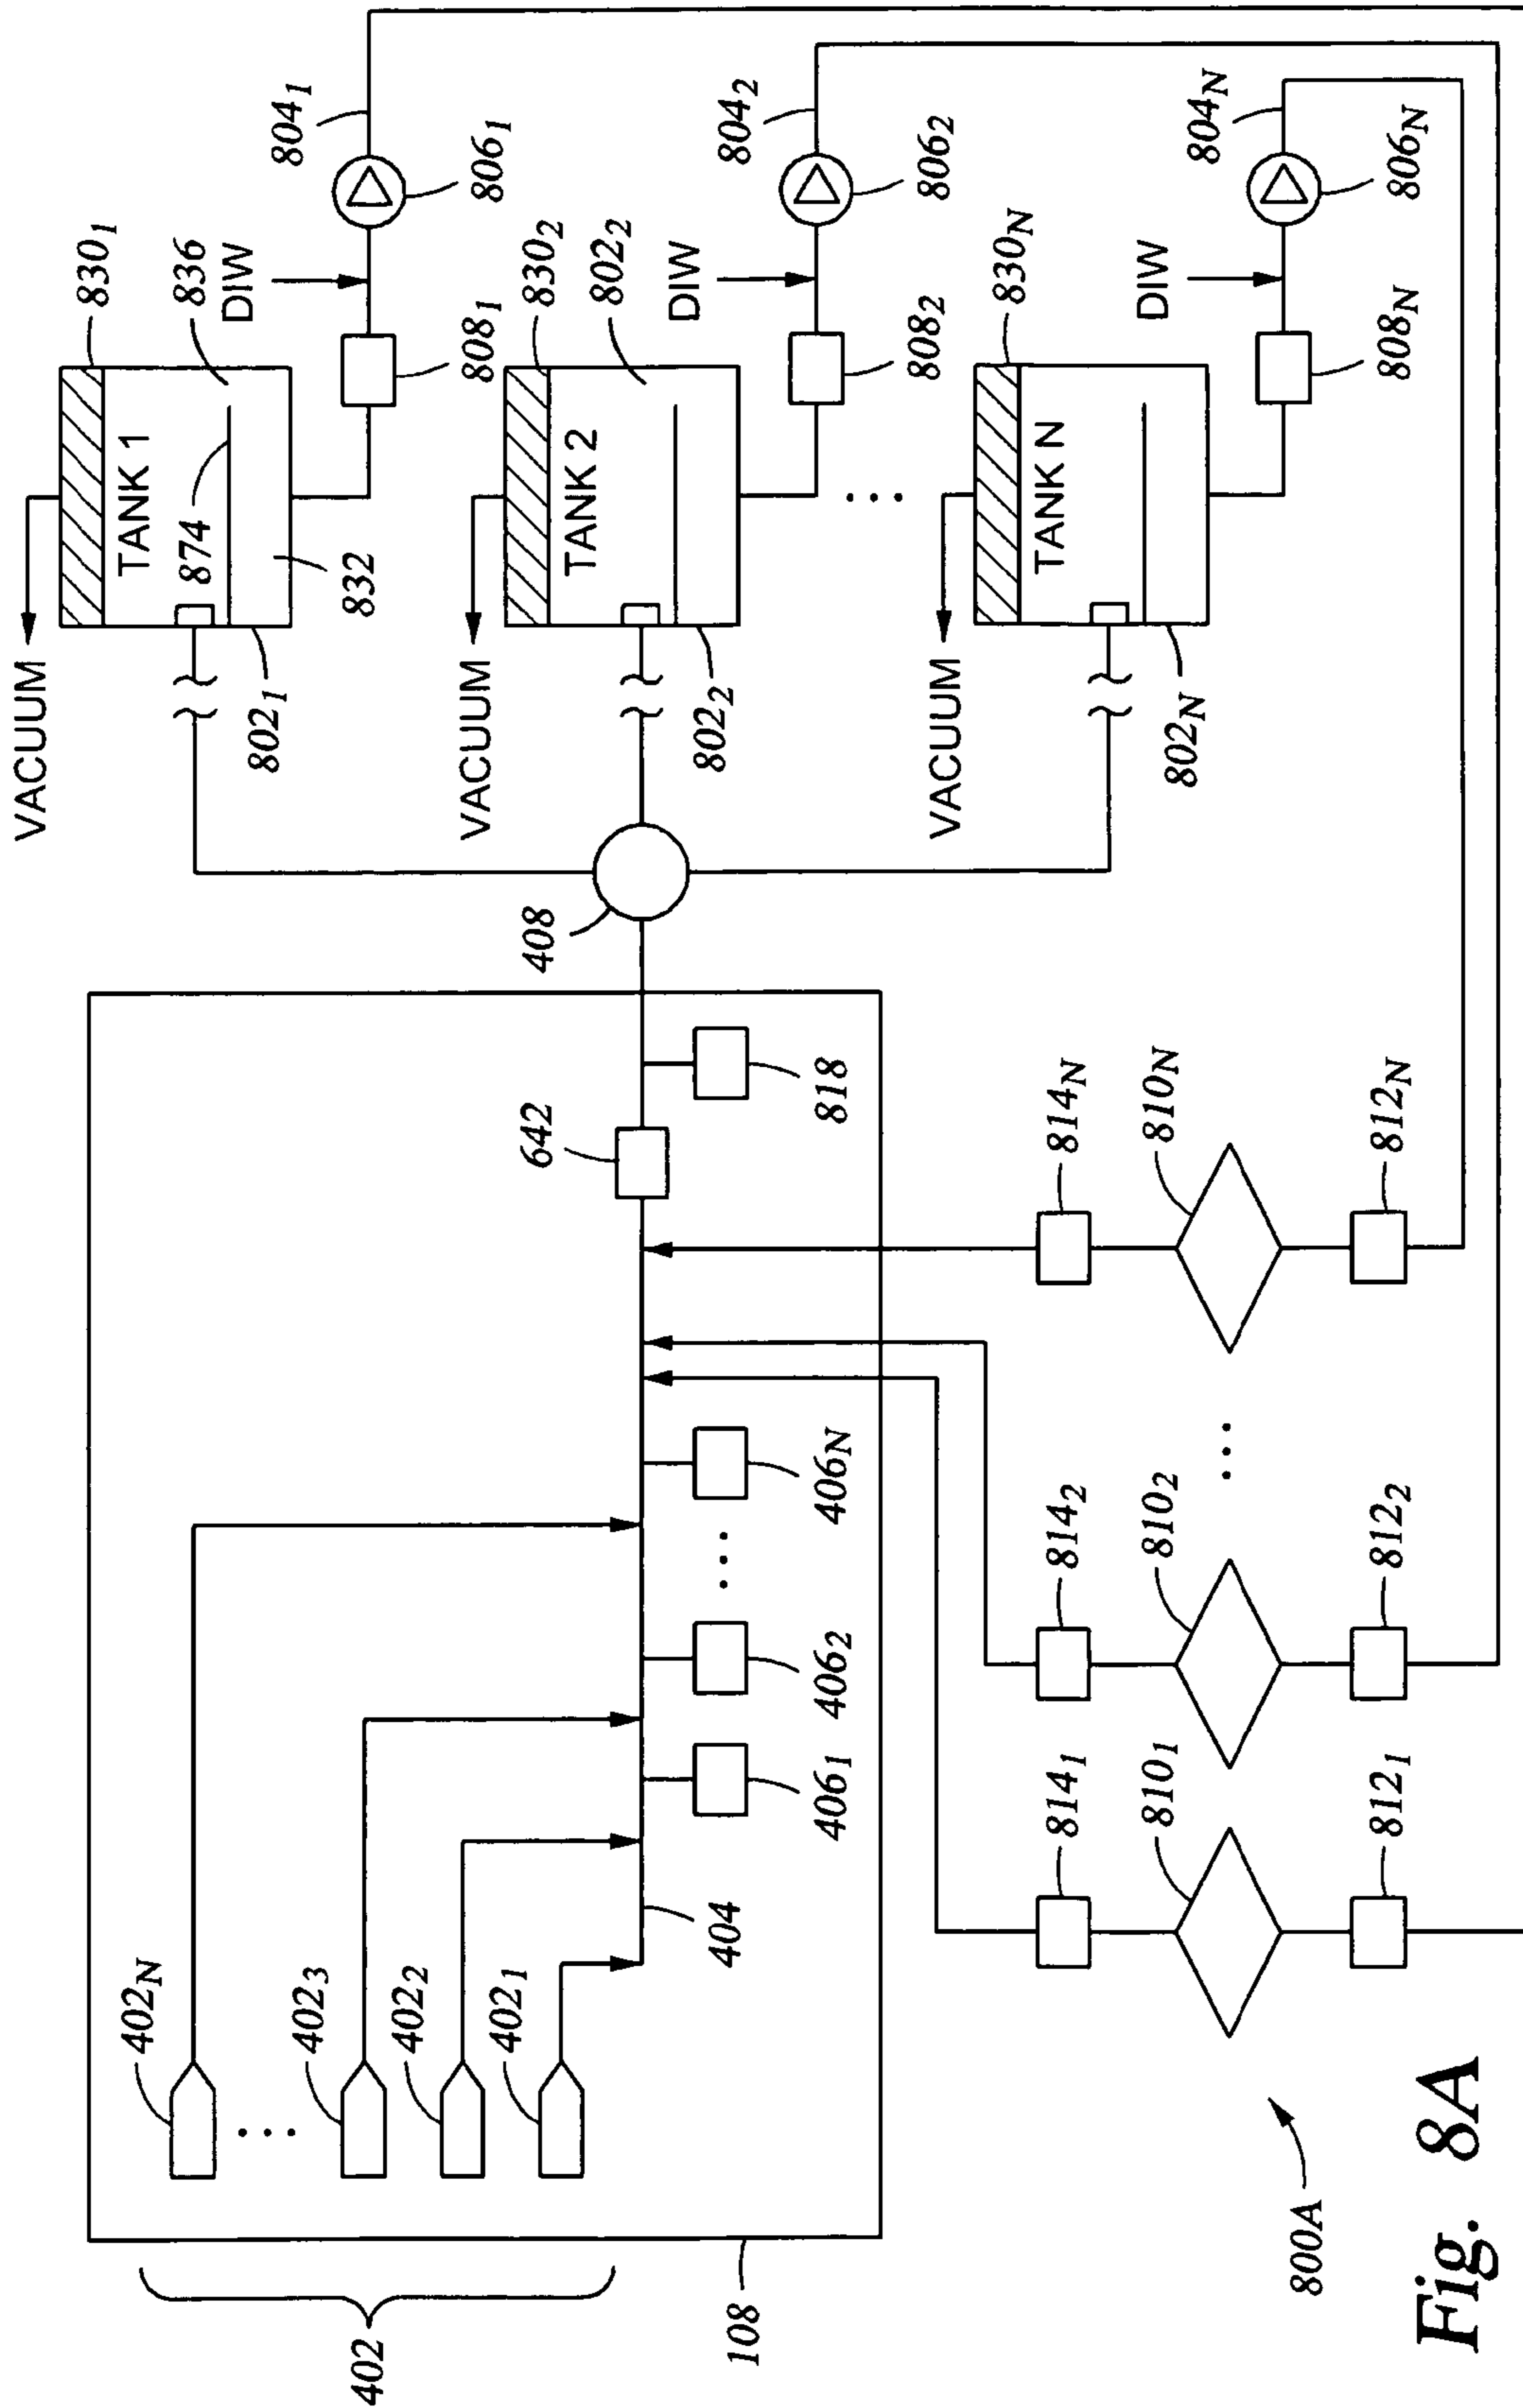 VACUUM
TANK 1
830₁
836
DIW
804₁
806₁
808₁
874
832
802₁
VACUUM
TANK 2
830₂
802₂
DIW
804₂
806₂
808₂
802₂
VACUUM
TANK N
830N
DIW
804N
806N
808N
802N
408
402
402N
402₃
402₂
402₁
404
406₁
406₂
406N
642
818
108
814₁
814₂
814N
810₁
810₂
810N
812₁
812₂
812N
800A
Fig. 8A